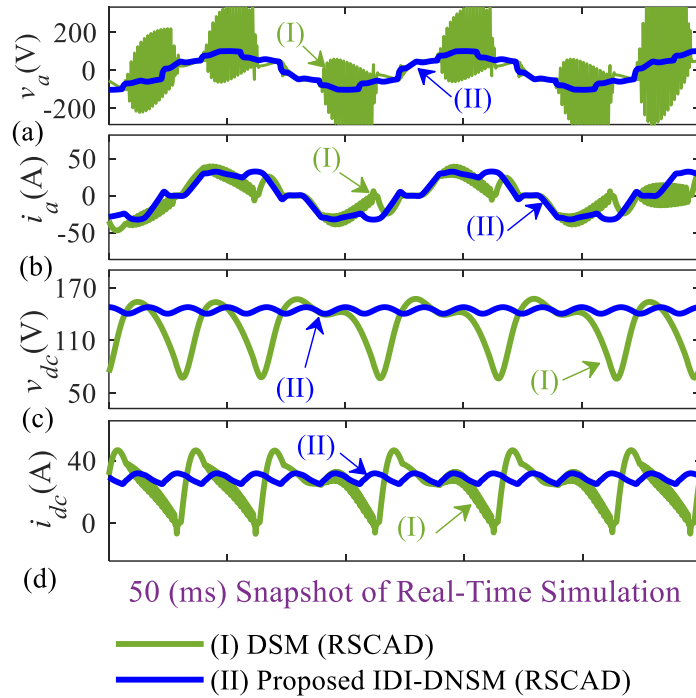 200
0
-200
v_a(V)
(I)
(II)
(a)
50
0
-50
i_a(A)
(I)
(II)
(b)
170
110
50
v_dc(V)
(II)
(I)
(c)
40
0
i_dc(A)
(II)
(I)
(d)
50 (ms) Snapshot of Real-Time Simulation
(I) DSM (RSCAD)
(II) Proposed IDI-DNSM (RSCAD)